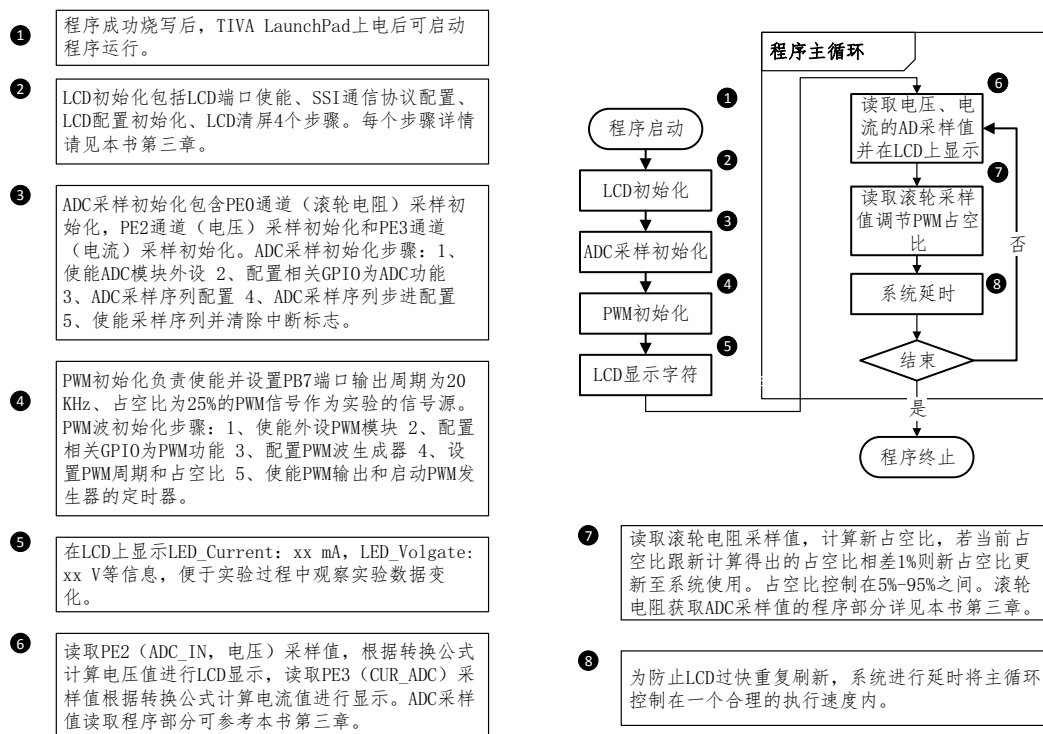 1
程序成功烧写后，TIVA LaunchPad上电后可启动
程序运行。
2
LCD初始化包括LCD端口使能、SSI通信协议配置、
LCD配置初始化、LCD清屏4个步骤。每个步骤详情
请见本书第三章。
3
ADC采样初始化包含PE0通道（滚轮电阻）采样初
始化，PE2通道（电压）采样初始化和PE3通道
（电流）采样初始化。ADC采样初始化步骤：1、
使能ADC模块外设 2、配置相关GPIO为ADC功能
3、ADC采样序列配置 4、ADC采样序列步进配置
5、使能采样序列并清除中断标志。
4
PWM初始化负责使能并设置PB7端口输出周期为20
KHz、占空比为25%的PWM信号作为实验的信号源。
PWM波初始化步骤：1、使能外设PWM模块 2、配置
相关GPIO为PWM功能 3、配置PWM波生成器 4、设
置PWM周期和占空比 5、使能PWM输出和启动PWM发
生器的定时器。
5
在LCD上显示LED_Current：xx mA，LED_Volgate：
xx V等信息，便于实验过程中观察实验数据变
化。
6
读取PE2（ADC_IN，电压）采样值，根据转换公式
计算电压值进行LCD显示，读取PE3（CUR_ADC）采
样值根据转换公式计算电流值进行显示。ADC采样
值读取程序部分可参考本书第三章。
1
程序启动
2
LCD初始化
3
ADC采样初始化
4
PWM初始化
5
LCD显示字符
程序主循环
6
读取电压、电
流的AD采样值
并在LCD上显示
7
读取滚轮采样
值调节PWM占空
比
否
8
系统延时
结束
是
程序终止
7
读取滚轮电阻采样值，计算新占空比，若当前占
空比跟新计算得出的占空比相差1%则新占空比更
新至系统使用。占空比控制在5%-95%之间。滚轮
电阻获取ADC采样值的程序部分详见本书第三章。
8
为防止LCD过快重复刷新，系统进行延时将主循环
控制在一个合理的执行速度内。